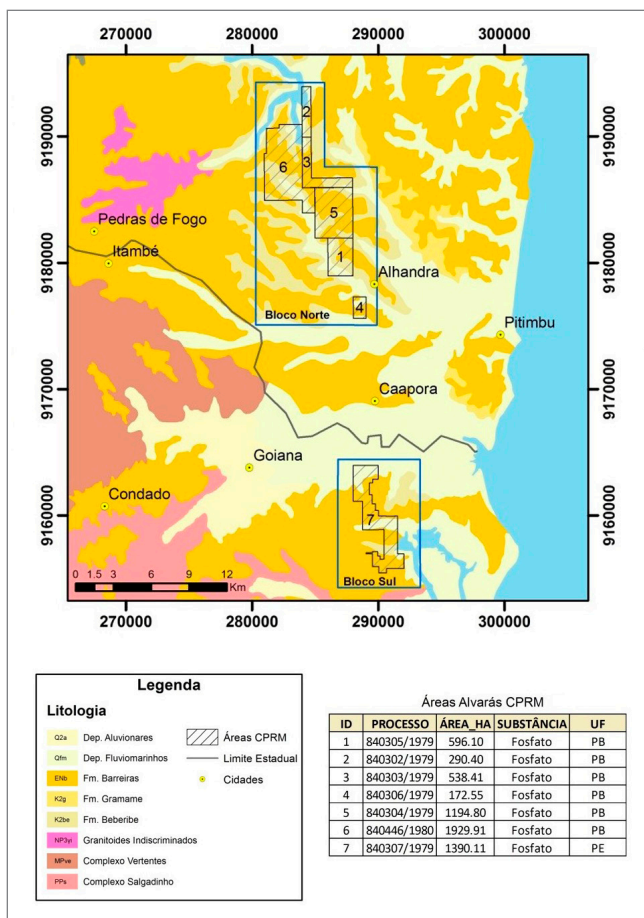 270000 280000 290000 300000
9190000
9190000
2
6
3
5
Pedras de Fogo
Itambé
1
9180000
9180000
Alhandra
4
Bloco Norte
Pitimbu
9170000
9170000
Caapora
Goiana
Condado
9160000
9160000
7
0 1.5 3 6 9 12
Km
Bloco Sul
270000 280000 290000 300000
Legenda
Litologia
Q2a Dep. Aluvionares
Qfm Dep. Fluviomarinhos
ENb Fm. Barreiras
K2g Fm. Gramame
K2be Fm. Beberibe
NP3γi Granitoides Indiscriminados
MPve Complexo Vertentes
PPs Complexo Salgadinho
Áreas CPRM
Limite Estadual
Cidades
Áreas Alvarás CPRM
ID PROCESSO ÁREA_HA SUBSTÂNCIA UF
1 840305/1979 596.10 Fosfato PB
2 840302/1979 290.40 Fosfato PB
3 840303/1979 538.41 Fosfato PB
4 840306/1979 172.55 Fosfato PB
5 840304/1979 1194.80 Fosfato PB
6 840446/1980 1929.91 Fosfato PB
7 840307/1979 1390.11 Fosfato PE